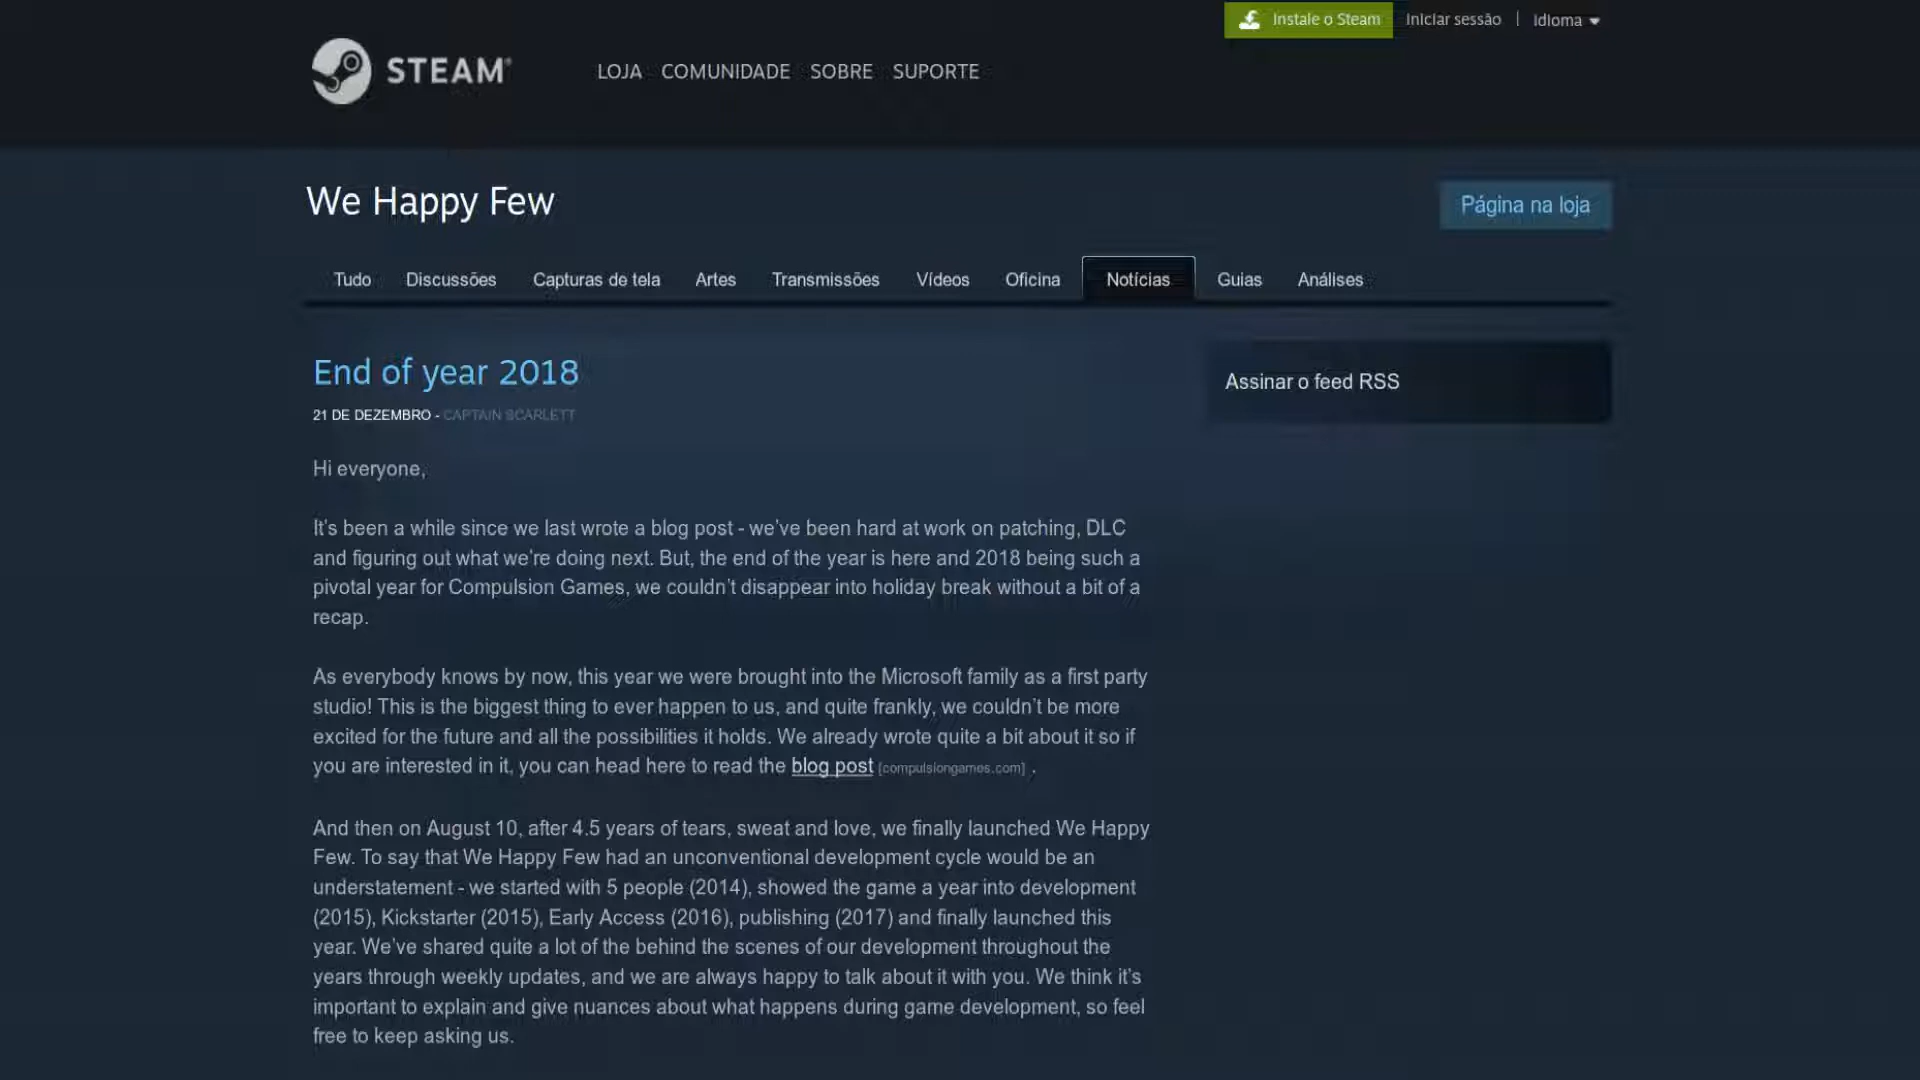 Instale o Steam
Iniciar sessão | Idioma
STEAM®
LOJA COMUNIDADE SOBRE SUPORTE
We Happy Few
Página na loja
Tudo Discussões Capturas de tela Artes Transmissões Vídeos Oficina Notícias Guias Análises
End of year 2018
21 DE DEZEMBRO - CAPTAIN SCARLETT
Assinar o feed RSS
Hi everyone,
It's been a while since we last wrote a blog post - we've been hard at work on patching, DLC
and figuring out what we're doing next. But, the end of the year is here and 2018 being such a
pivotal year for Compulsion Games, we couldn't disappear into holiday break without a bit of a
recap.
As everybody knows by now, this year we were brought into the Microsoft family as a first party
studio! This is the biggest thing to ever happen to us, and quite frankly, we couldn't be more
excited for the future and all the possibilities it holds. We already wrote quite a bit about it so if
you are interested in it, you can head here to read the blog post [compulsiongames.com] .
And then on August 10, after 4.5 years of tears, sweat and love, we finally launched We Happy
Few. To say that We Happy Few had an unconventional development cycle would be an
understatement - we started with 5 people (2014), showed the game a year into development
(2015), Kickstarter (2015), Early Access (2016), publishing (2017) and finally launched this
year. We've shared quite a lot of the behind the scenes of our development throughout the
years through weekly updates, and we are always happy to talk about it with you. We think it's
important to explain and give nuances about what happens during game development, so feel
free to keep asking us.